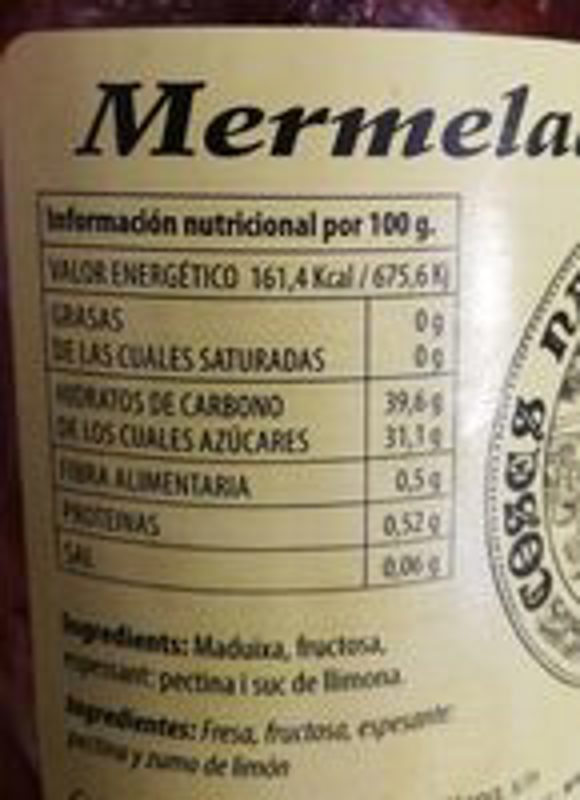 Mermela
Información nutricional por 100 g.
VALOR ENERGÉTICO 161,4 Kcal / 675,6 Kj
GRASAS 0 g
DE LAS CUALES SATURADAS 0 g
HIDRATOS DE CARBONO 39,6 g
DE LOS CUALES AZÚCARES 31,1 g
FIBRA ALIMENTARIA 0,5 g
PROTEINAS 0,52 g
SAL 0,06 g
Ingredients: Maduixa, fructosa,
espessant: pectina i suc de llimona.
Ingredientes: Fresa, fructosa, espesante:
pectina y zumo de limón
COSES